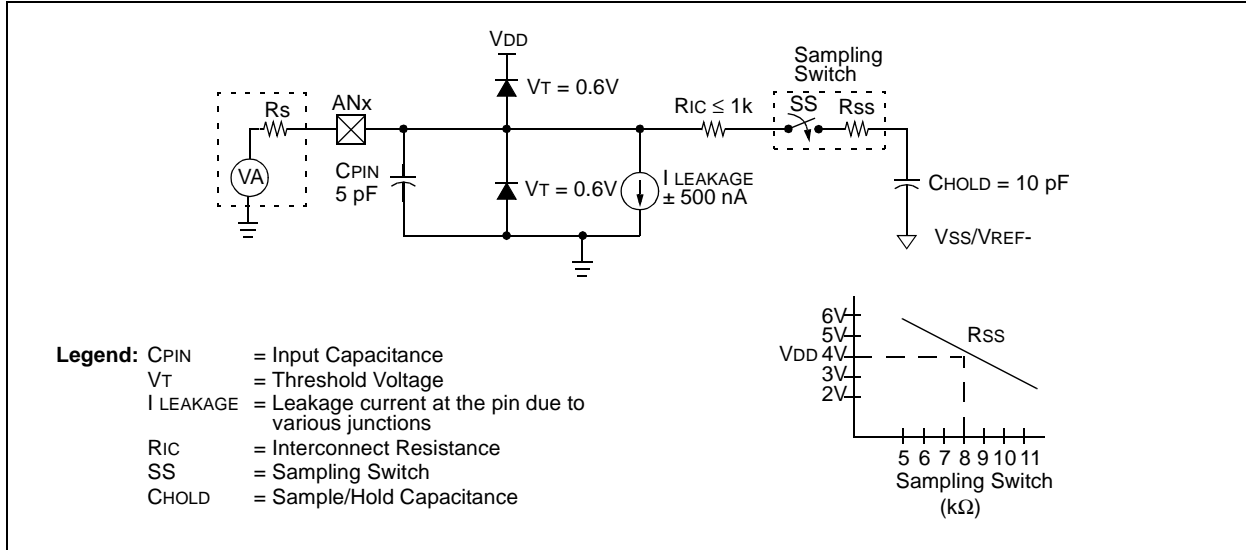 VDD
VT = 0.6V
Sampling
Switch
Rs
ANx
RIC ≤ 1k
SS
Rss
VA
CPIN
5 pF
VT = 0.6V
I LEAKAGE
± 500 nA
CHOLD = 10 pF
VSS/VREF-
Legend: CPIN = Input Capacitance
VT = Threshold Voltage
I LEAKAGE = Leakage current at the pin due to
various junctions
RIC = Interconnect Resistance
SS = Sampling Switch
CHOLD = Sample/Hold Capacitance
6V
5V
VDD 4V
3V
2V
RSS
5 6 7 8 9 10 11
Sampling Switch
(kΩ)